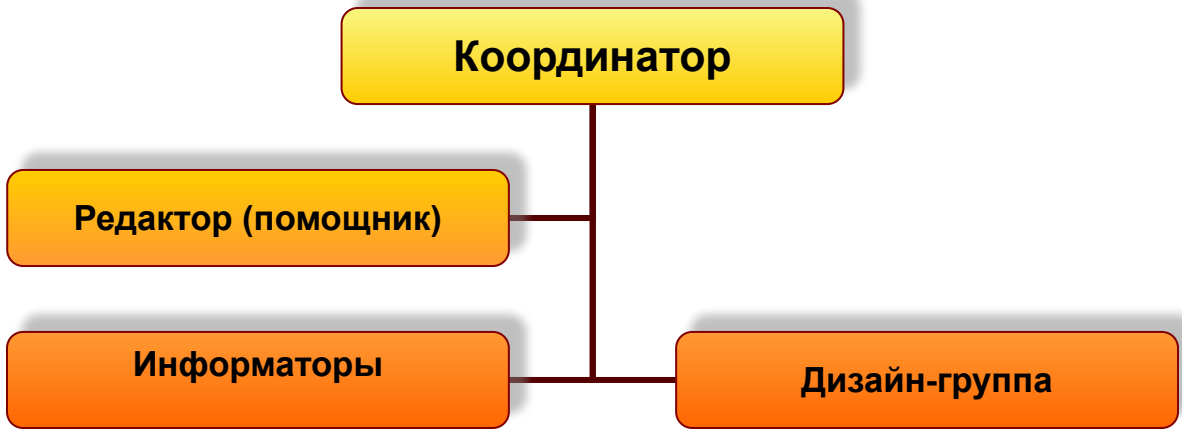 Координатор
Редактор (помощник)
Информаторы
Дизайн-группа